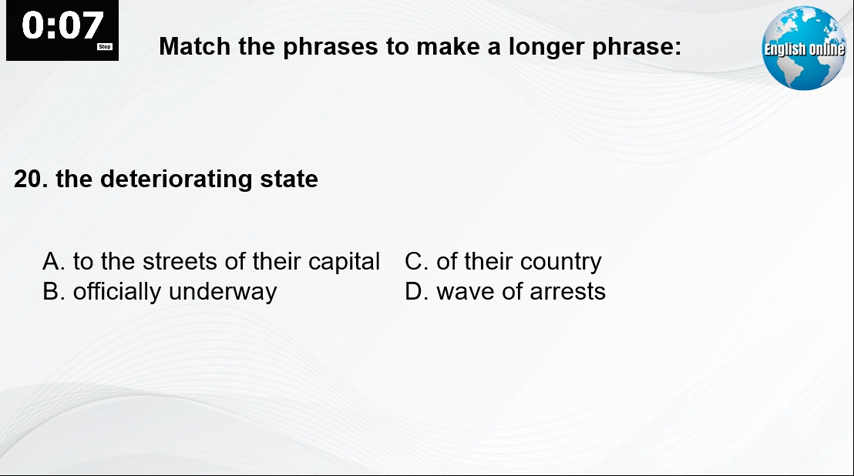 0:07
Stop
Match the phrases to make a longer phrase:
English Online
20. the deteriorating state
A. to the streets of their capital
B. officially underway
C. of their country
D. wave of arrests